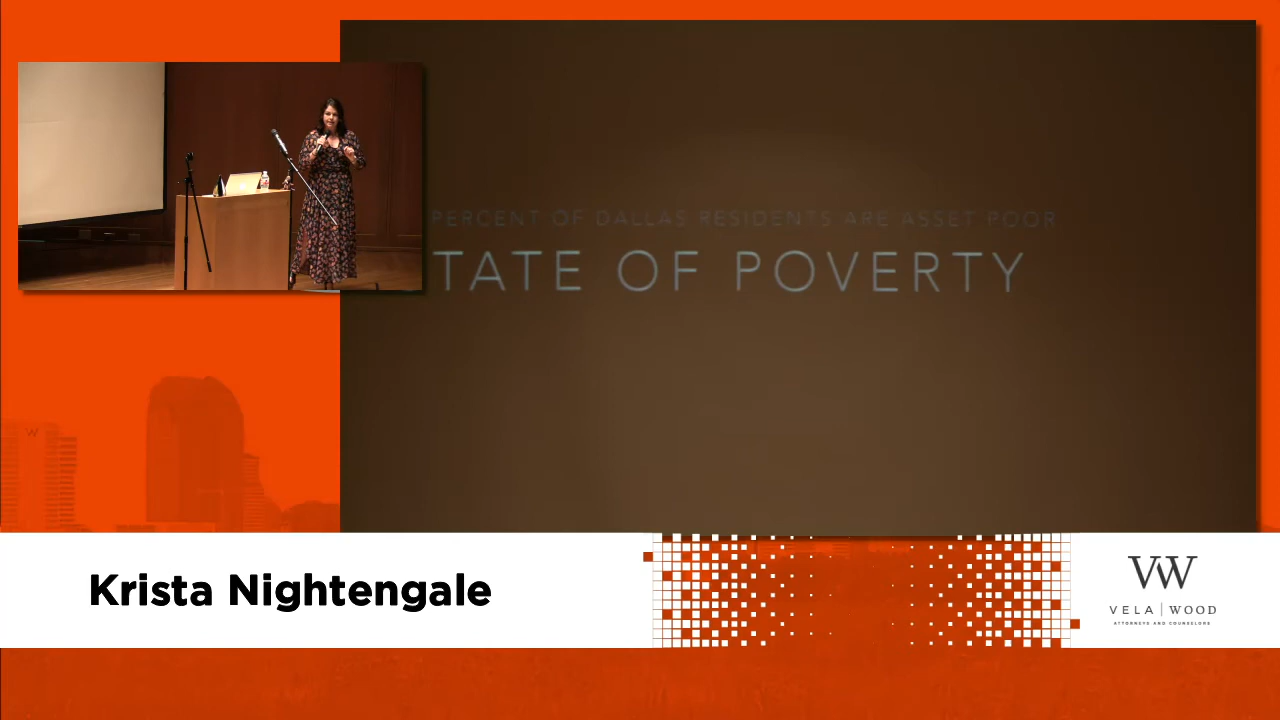 PERCENT OF DALLAS RESIDENTS ARE ASSET POOR
TATE OF POVERTY
Krista Nightengale
VW
VELA | WOOD
ATTORNEYS AND COUNSELORS
W